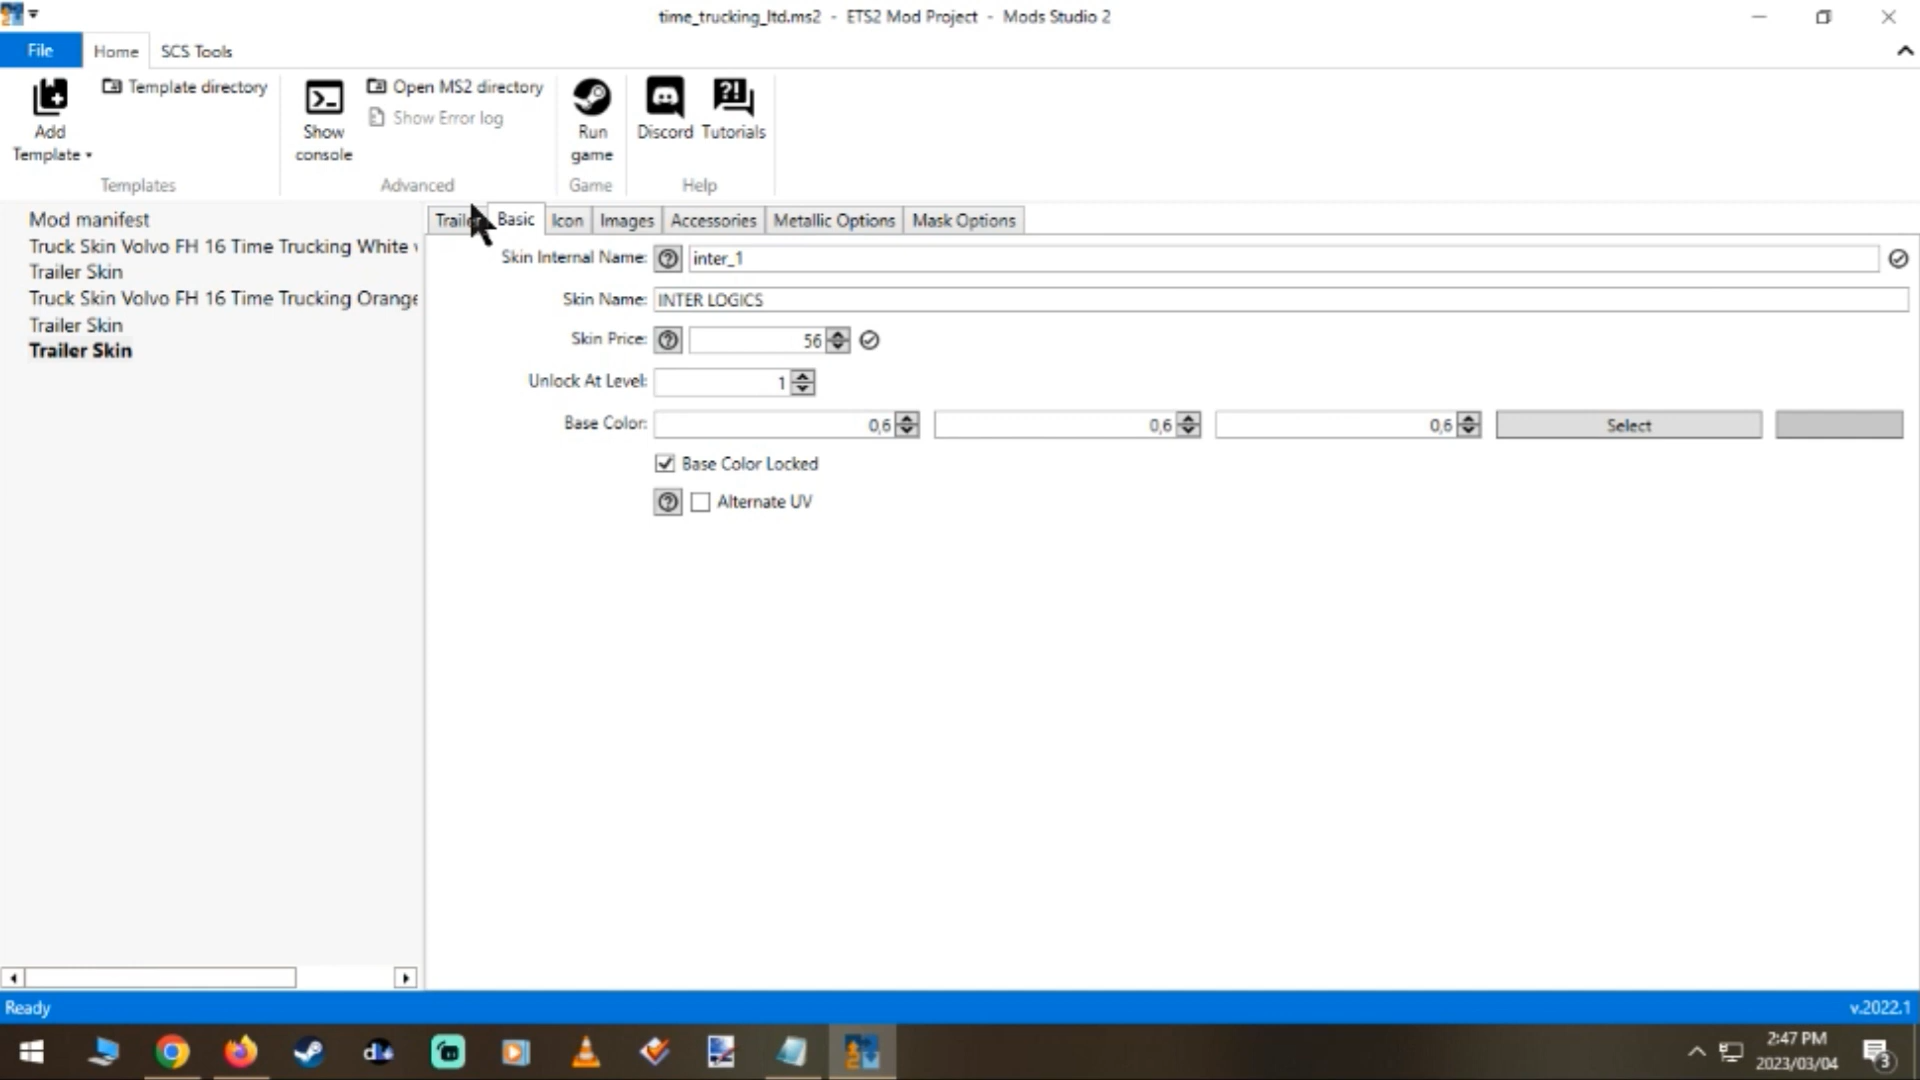 time_trucking_ltd.ms2 - ETS2 Mod Project - Mods Studio 2
File Home SCS Tools
Add Template
Template directory
Templates
Show console
Open MS2 directory
Show Error log
Advanced
Run game
Game
Discord
Tutorials
Help
Mod manifest
Truck Skin Volvo FH 16 Time Trucking White
Trailer Skin
Truck Skin Volvo FH 16 Time Trucking Orange
Trailer Skin
Trailer Skin
Trailer Basic Icon Images Accessories Metallic Options Mask Options
Skin Internal Name: inter_1
Skin Name: INTER LOGICS
Skin Price: 56
Unlock At Level: 1
Base Color: 0,6 0,6 0,6 Select
Base Color Locked
Alternate UV
Ready
v.2022.1
2:47 PM
2023/03/04
3